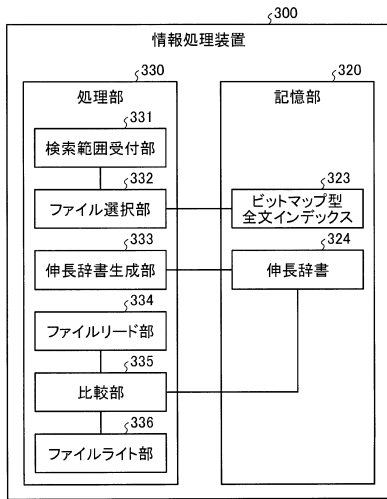 300
情報処理装置
330
処理部
331
検索範囲受付部
332
ファイル選択部
333
伸長辞書生成部
334
ファイルリード部
335
比較部
336
ファイルライト部
320
記憶部
323
ビットマップ型
全文インデックス
324
伸長辞書